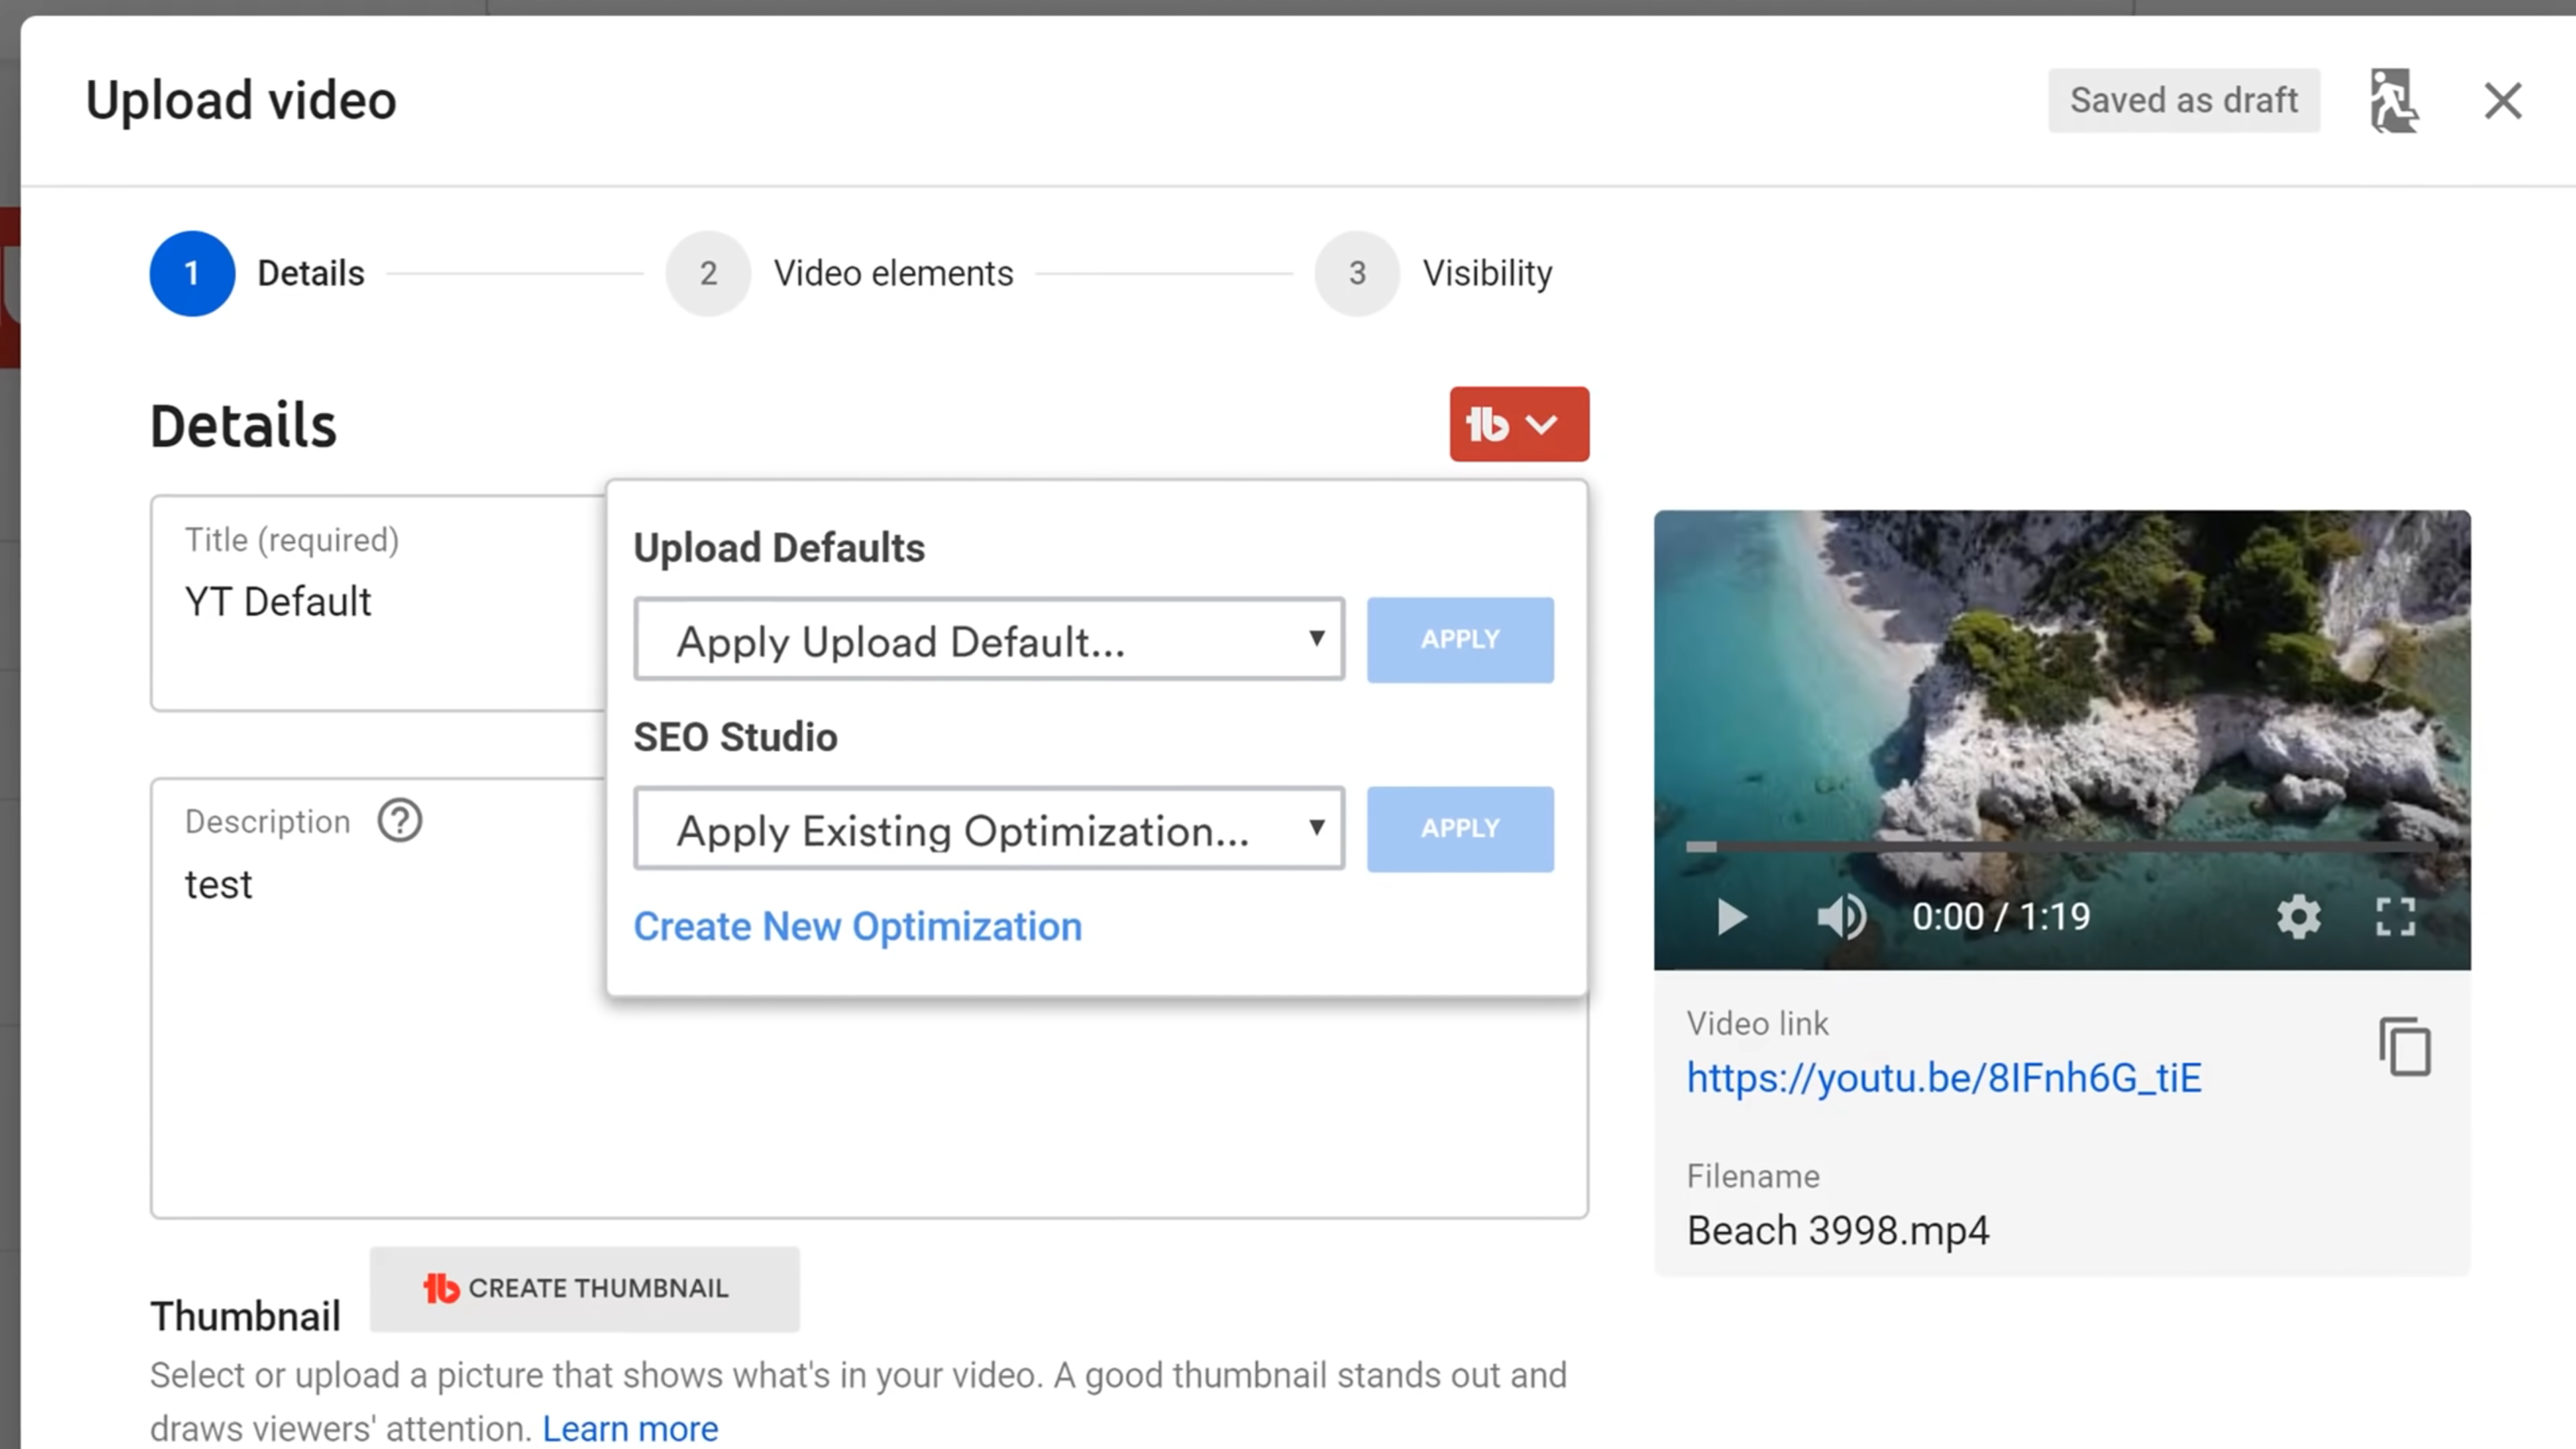 Upload video
Saved as draft
1 Details
2 Video elements
3 Visibility
Details
tb
Title (required)
YT Default
Upload Defaults
Apply Upload Default...
APPLY
SEO Studio
Apply Existing Optimization...
APPLY
Create New Optimization
Description
test
0:00 / 1:19
Video link
https://youtu.be/8IFnh6G_tiE
Filename
Beach 3998.mp4
Thumbnail
tb CREATE THUMBNAIL
Select or upload a picture that shows what's in your video. A good thumbnail stands out and
draws viewers' attention. Learn more